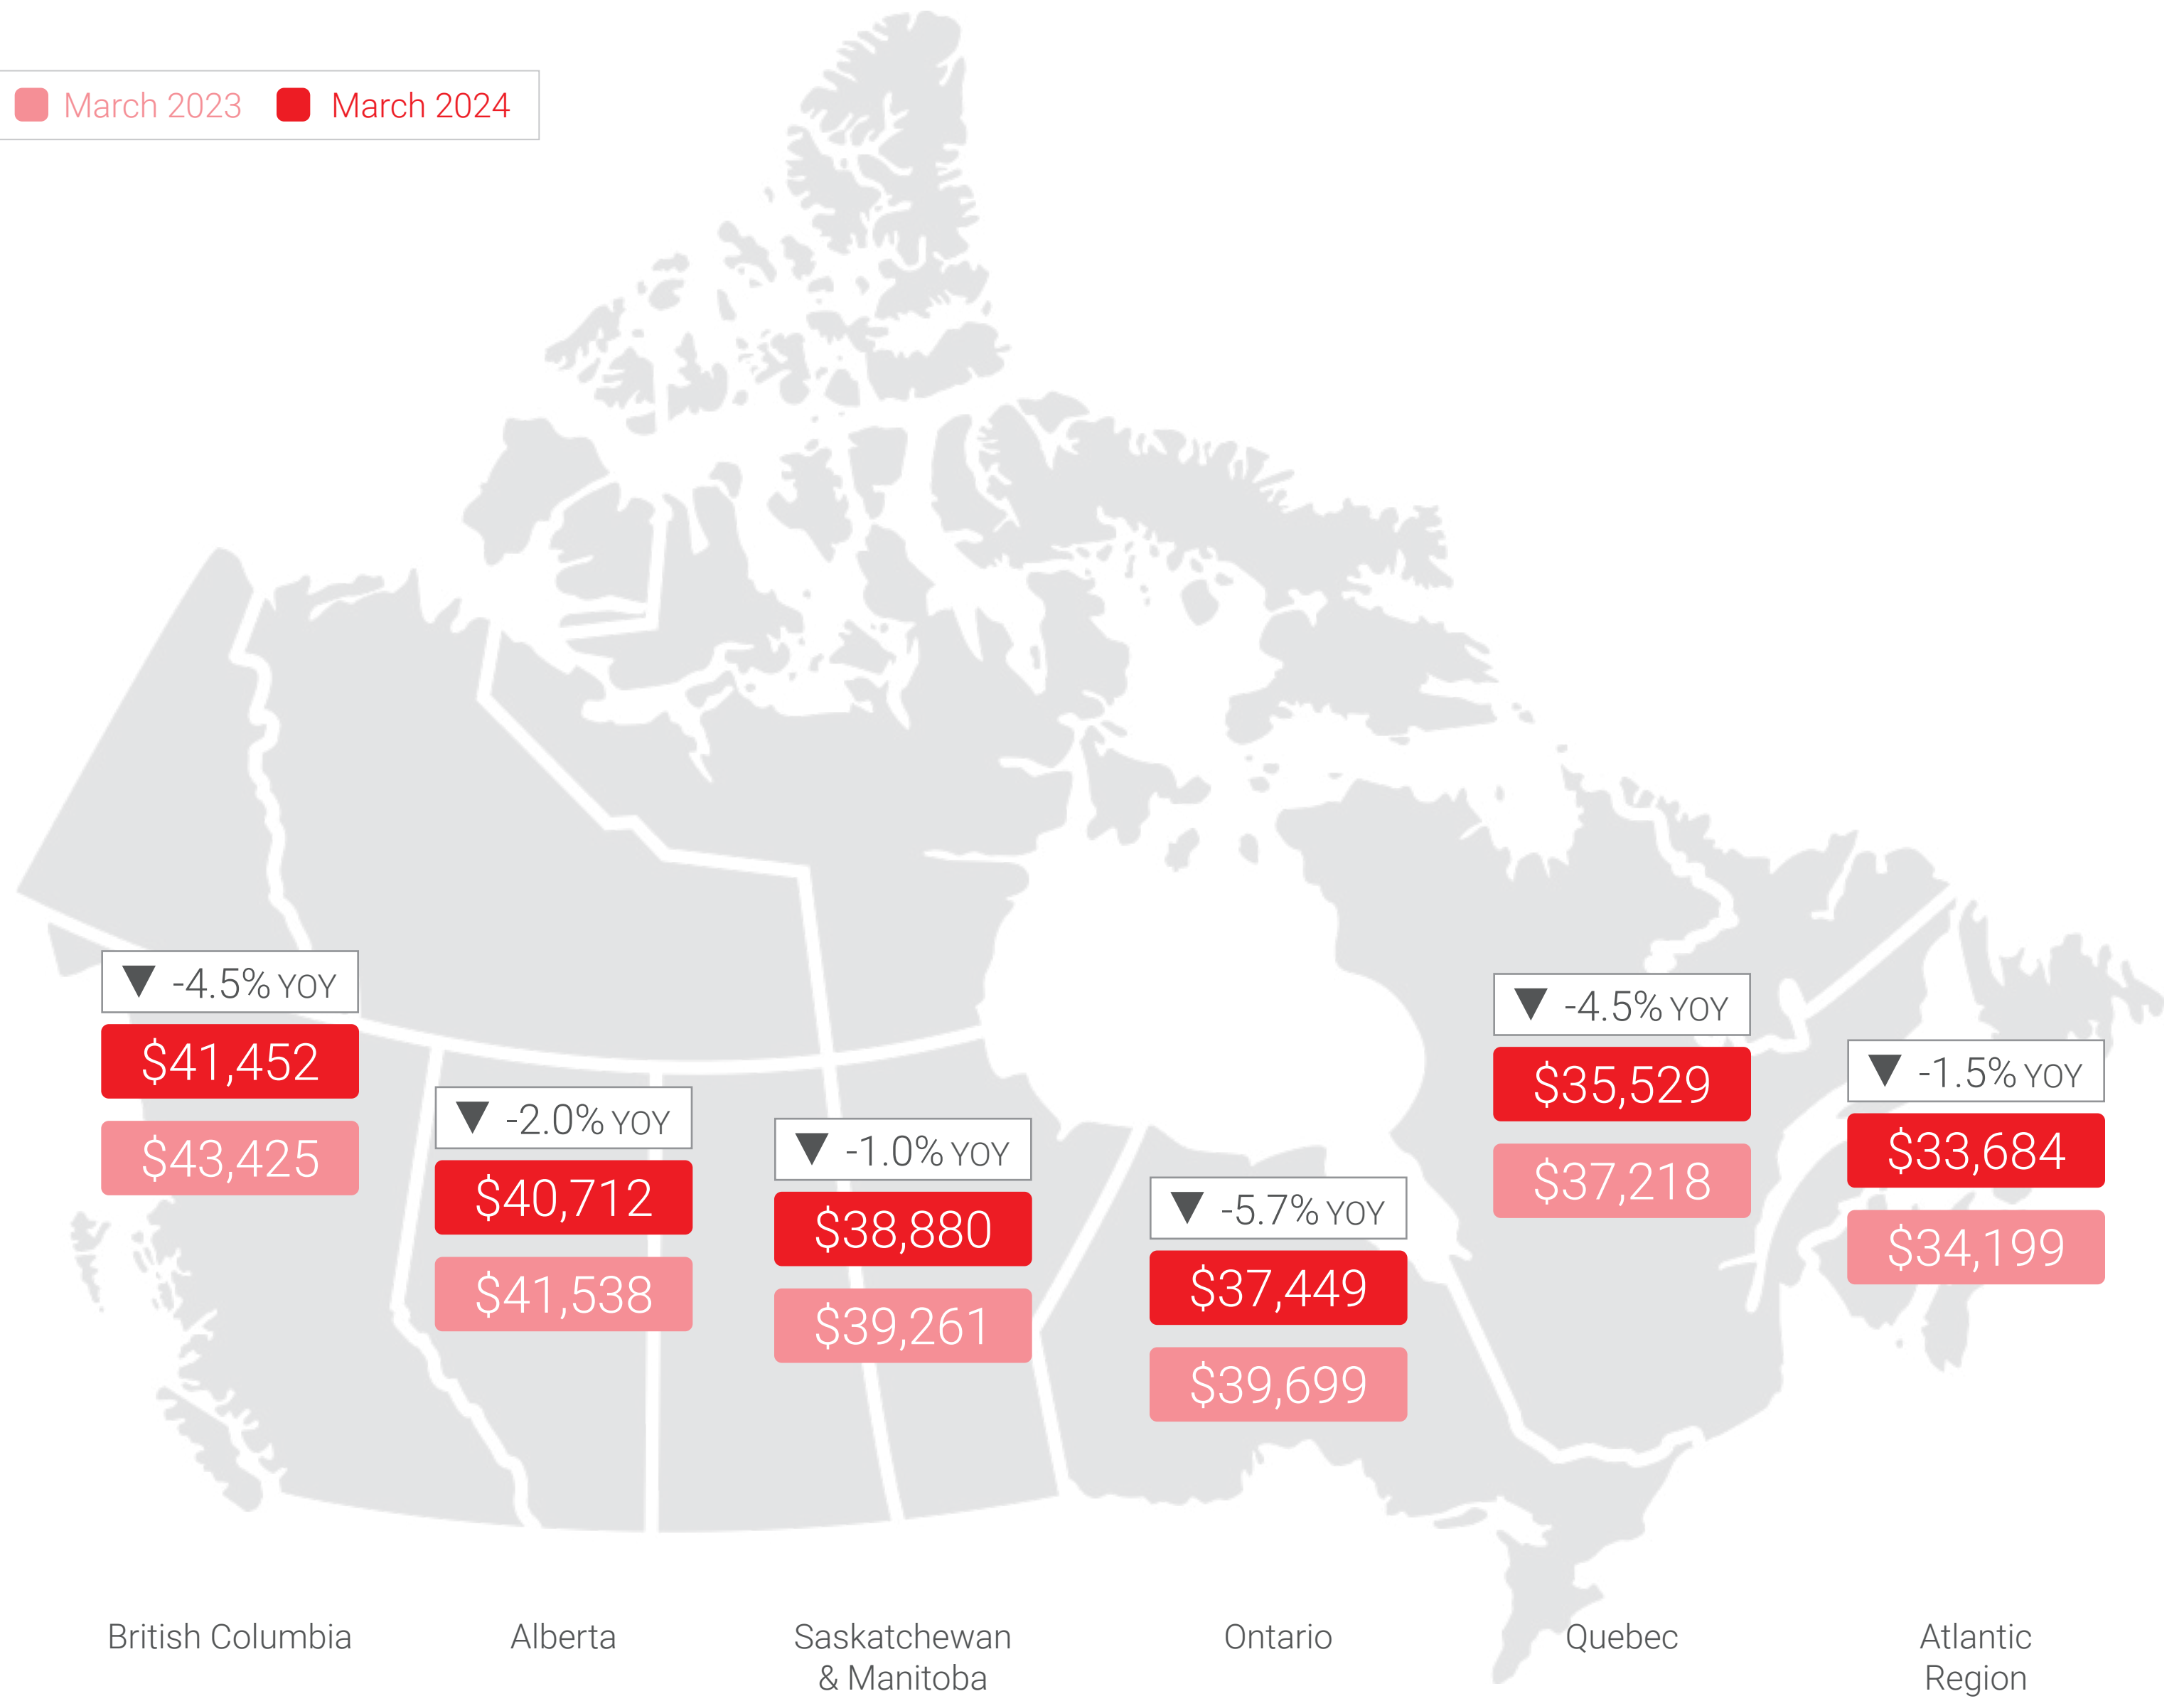 March 2023 March 2024
▼ -4.5% YOY
$41,452
$43,425
▼ -2.0% YOY
$40,712
$41,538
▼ -1.0% YOY
$38,880
$39,261
▼ -5.7% YOY
$37,449
$39,699
▼ -4.5% YOY
$35,529
$37,218
▼ -1.5% YOY
$33,684
$34,199
British Columbia
Alberta
Saskatchewan
& Manitoba
Ontario
Quebec
Atlantic
Region